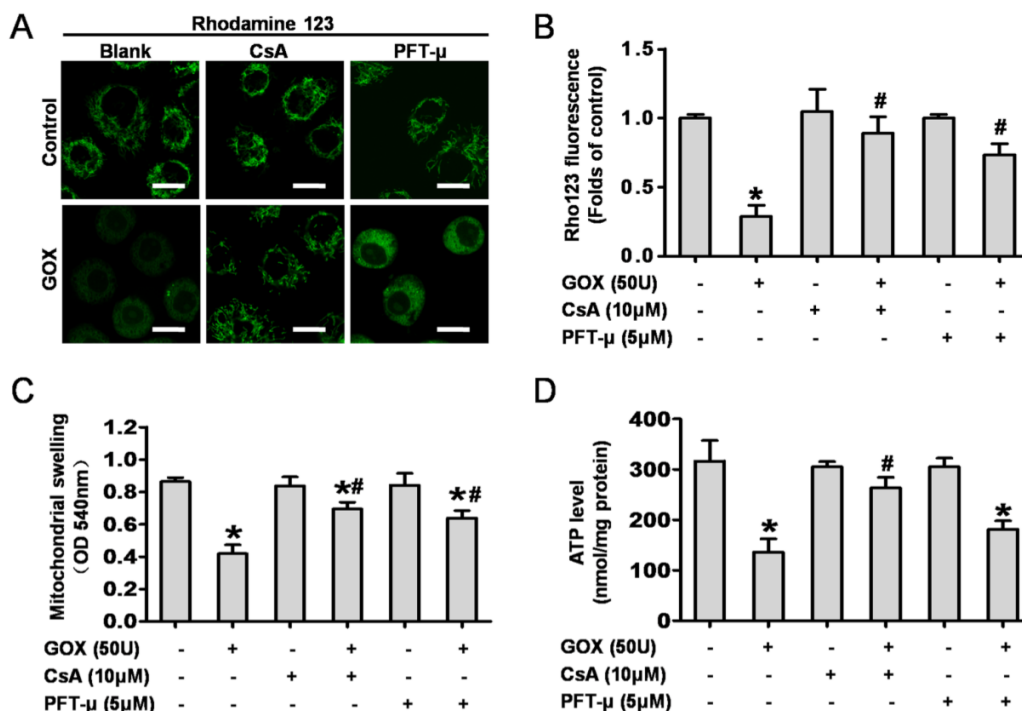 A
Rhodamine 123
Blank CsA PFT-µ
Control
GOX
B
Rho123 fluorescence
(Folds of control)
1.5
1.0
0.5
0.0
*
#
#
GOX (50U) - + - + - +
CsA (10µM) - - + + - -
PFT-µ (5µM) - - - - + +
C
Mitochondrial swelling
(OD 540nm)
1.2
1.0
0.8
0.6
0.4
0.2
0.0
*
*#
*#
GOX (50U) - + - + - +
CsA (10µM) - - + + - -
PFT-µ (5µM) - - - - + +
D
ATP level
(nmol/mg protein)
400
300
200
100
0
*
#
*
GOX (50U) - + - + - +
CsA (10µM) - - + + - -
PFT-µ (5µM) - - - - + +